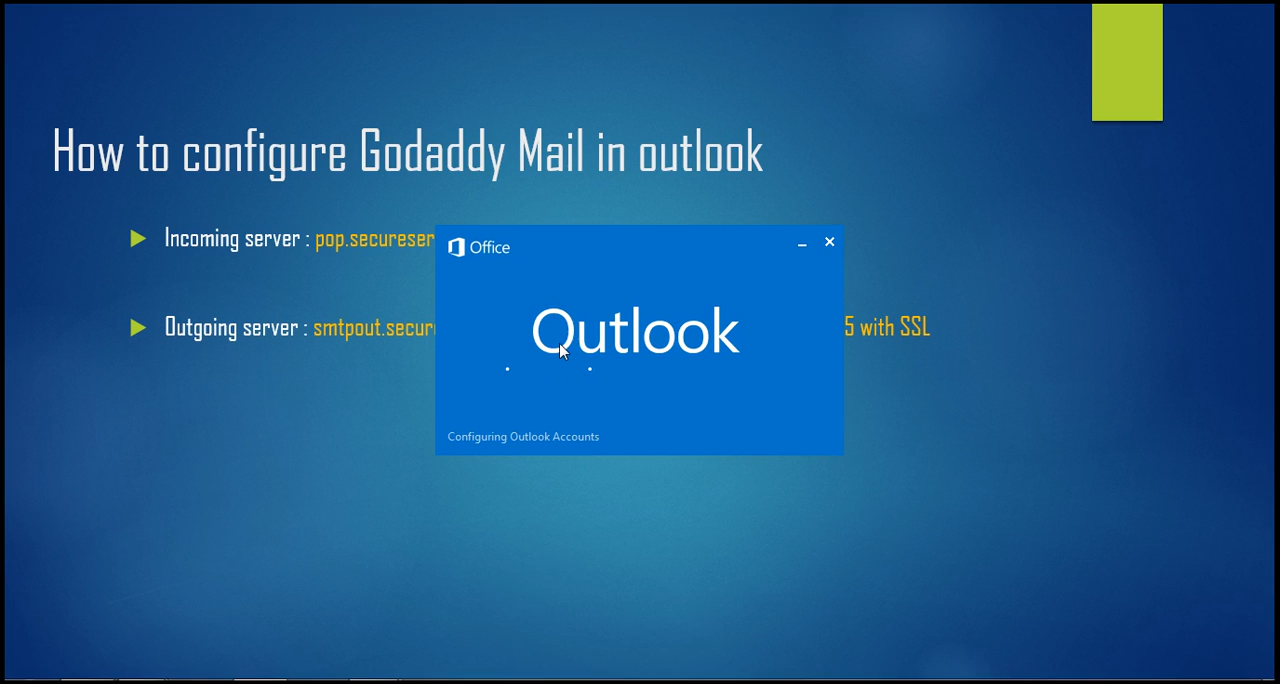 How to configure Godaddy Mail in outlook
Incoming server : pop.secureser
Office
Outlook
Outgoing server : smtpout.secur 5 with SSL
Configuring Outlook Accounts